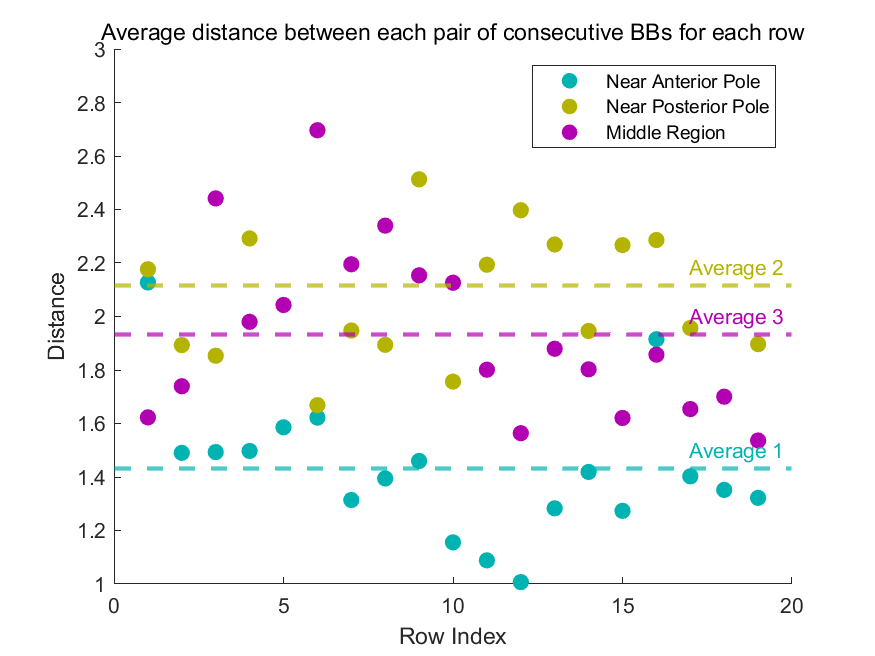 Average distance between each pair of consecutive BBs for each row
3
2.8
2.6
2.4
2.2
2
1.8
1.6
1.4
1.2
1
Distance
Near Anterior Pole
Near Posterior Pole
Middle Region
Average 2
Average 3
Average 1
0
5
10
15
20
Row Index